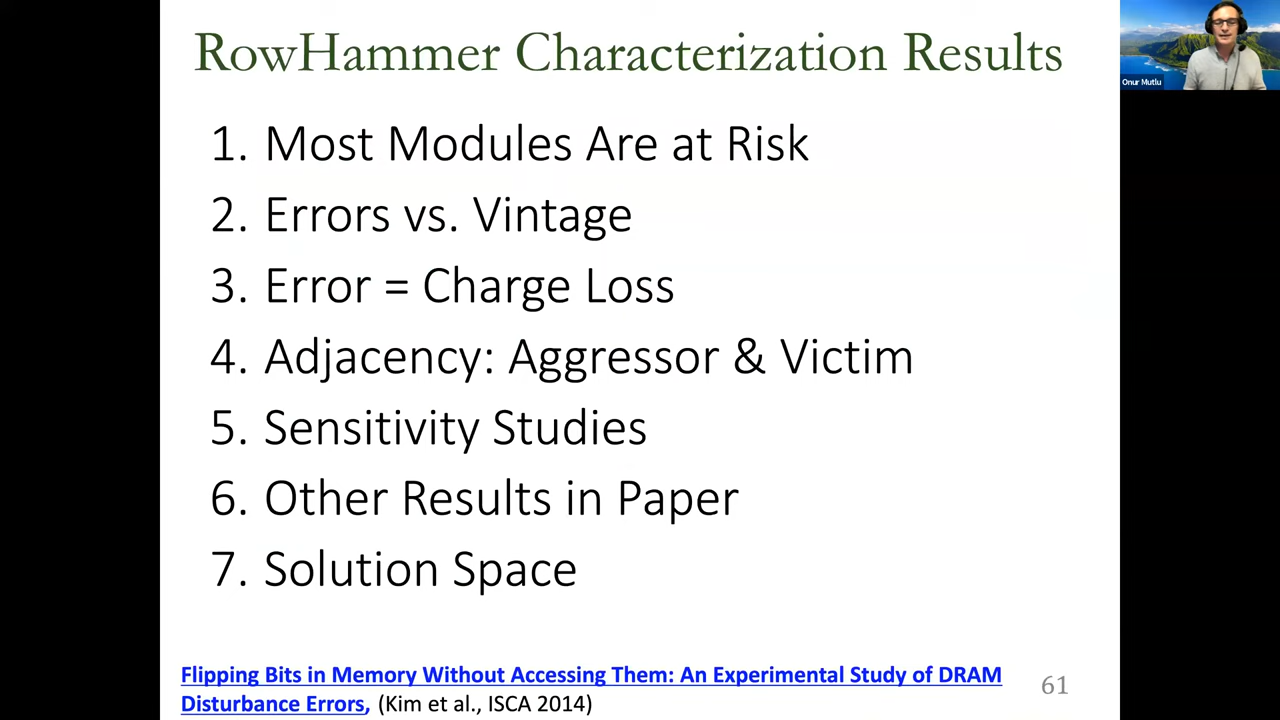 RowHammer Characterization Results
1. Most Modules Are at Risk
2. Errors vs. Vintage
3. Error = Charge Loss
4. Adjacency: Aggressor & Victim
5. Sensitivity Studies
6. Other Results in Paper
7. Solution Space
Flipping Bits in Memory Without Accessing Them: An Experimental Study of DRAM
Disturbance Errors, (Kim et al., ISCA 2014)
61
Onur Mutlu